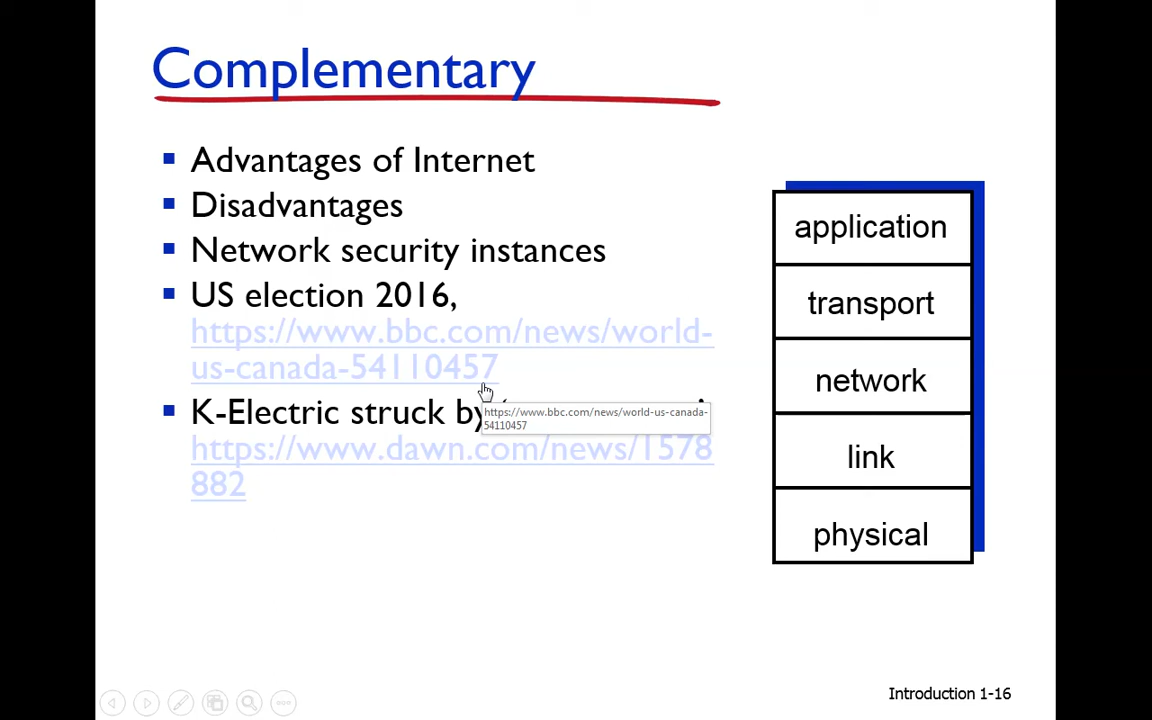 Complementary
Advantages of Internet
Disadvantages
Network security instances
US election 2016,
https://www.bbc.com/news/world-
us-canada-54110457
K-Electric struck by
https://www.bbc.com/news/world-us-canada-
54110457
https://www.dawn.com/news/1578
882
application
transport
network
link
physical
Introduction 1-16